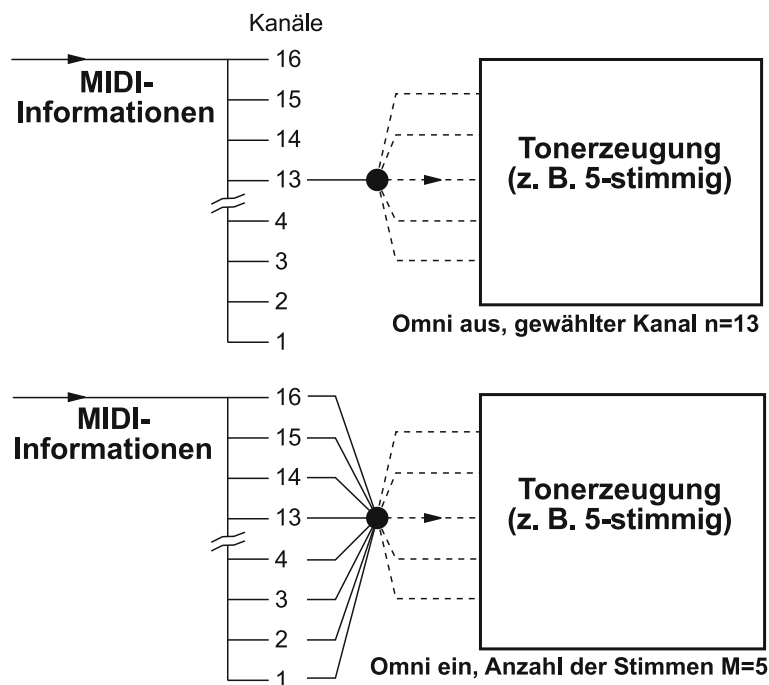 Kanäle
16
MIDI-
Informationen
15
14
13
4
3
2
1
Tonerzeugung
(z. B. 5-stimmig)
Omni aus, gewählter Kanal n=13
16
MIDI-
Informationen
15
14
13
4
3
2
1
Tonerzeugung
(z. B. 5-stimmig)
Omni ein, Anzahl der Stimmen M=5